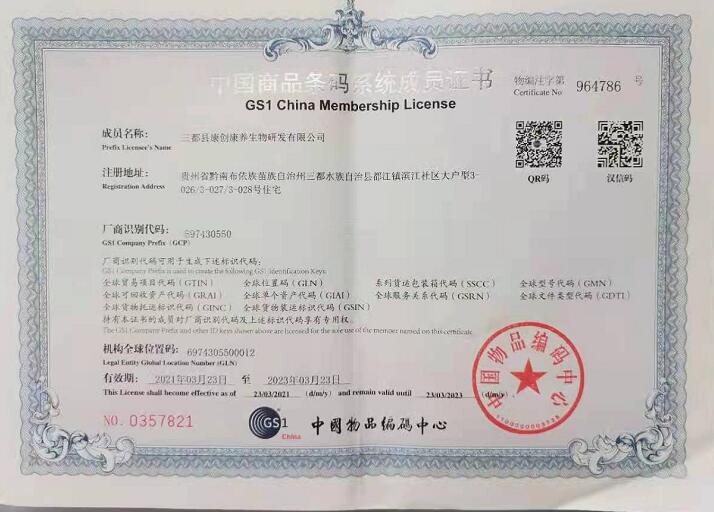 中国商品条码系统成员证书
GS1 China Membership License
物编注字第 964786 号
Certificate No
成员名称：
Prefix Licensee's Name
三都县康创康养生物研发有限公司
注册地址：
Registration Address
贵州省黔南布依族苗族自治州三都水族自治县都江镇滨江社区大户型3-
026/3-027/3-028号住宅
QR码
汉信码
厂商识别代码： 697430550
GS1 Company Prefix (GCP)
厂商识别代码可用于生成下述标识代码：
GS1 Company Prefix is used to create the following GS1 Identification Keys:
全球贸易项目代码（GTIN） 全球位置码（GLN） 系列货运包装箱代码（SSCC） 全球型号代码（GMN）
全球可回收资产代码（GRAI） 全球单个资产代码（GIAI） 全球服务关系代码（GSRN） 全球文件类型代码（GDTI）
全球货物托运标识代码（GINC） 全球货物装运标识代码（GSIN）
持有本证书的成员对厂商识别代码及上述标识代码享有专用权。
The GS1 Company Prefix and other ID keys shown above are licensed for the sole use of the member named on this certificate.
机构全球位置码： 6974305500012
Legal Entity Global Location Number (GLN)
有效期： 2021年03月23日 至 2023年03月23日
This License shall become effective as of 23/03/2021 (d/m/y) and remain valid until 23/03/2023 (d/m/y).
NO. 0357821
GS1
China
中國物品編码中心
中国物品编码中心